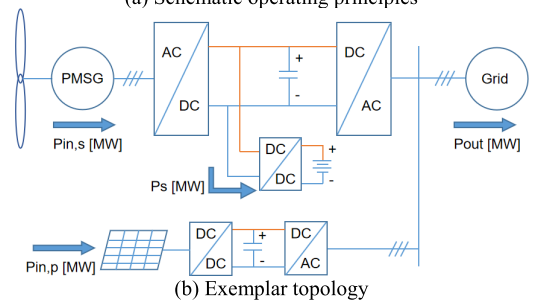 (a) Schematic operating principles
AC
DC
PMSG
DC
AC
Grid
+
-
Pin,s [MW]
Pout [MW]
DC
DC
+
-
Ps [MW]
DC
DC
+
-
DC
AC
Pin,p [MW]
(b) Exemplar topology